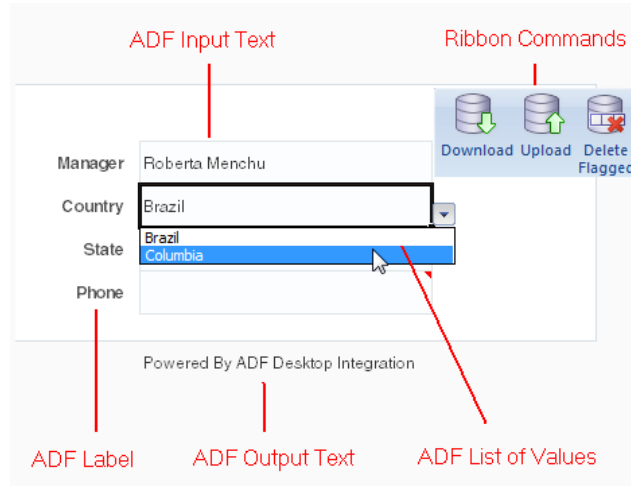 ADF Input Text
Ribbon Commands
Download Upload Delete
Flagged
Manager Roberta Menchu
Country Brazil
Brazil
State
Columbia
Phone
Powered By ADF Desktop Integration
ADF Label
ADF Output Text
ADF List of Values